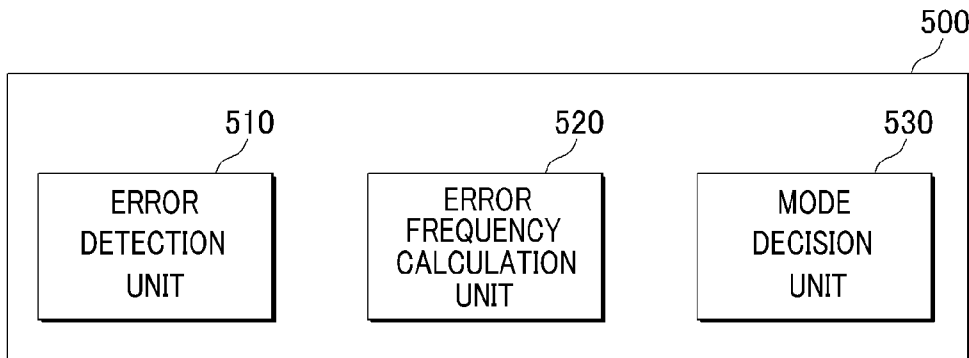 500
510
520
530
ERROR
DETECTION
UNIT
ERROR
FREQUENCY
CALCULATION
UNIT
MODE
DECISION
UNIT